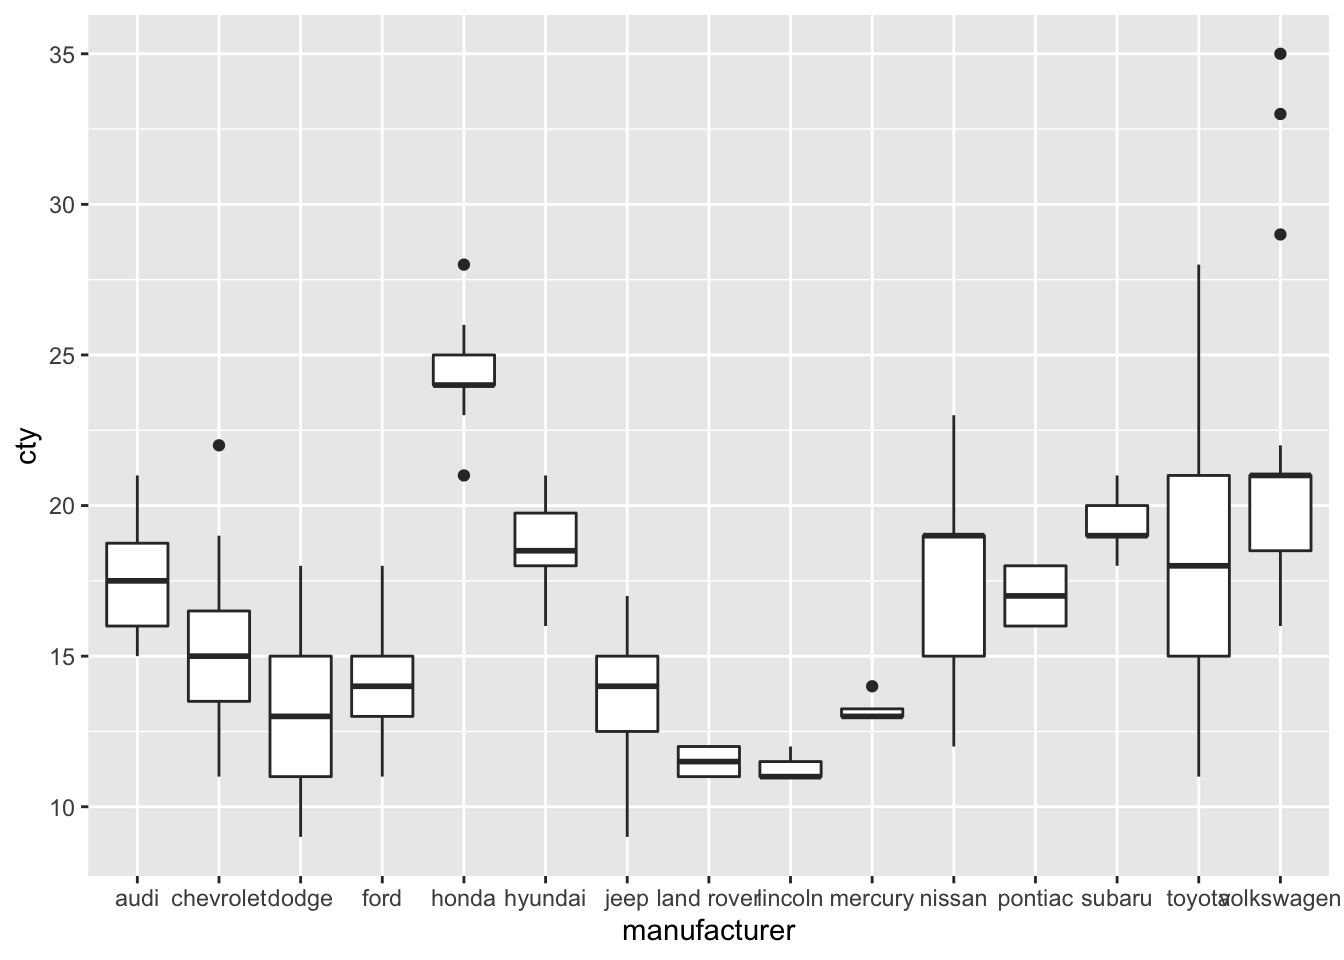 35
30
25
20
15
10
cty
audi chevrolet dodge ford honda hyundai jeep land rover lincoln mercury nissan pontiac subaru toyota volkswagen
manufacturer